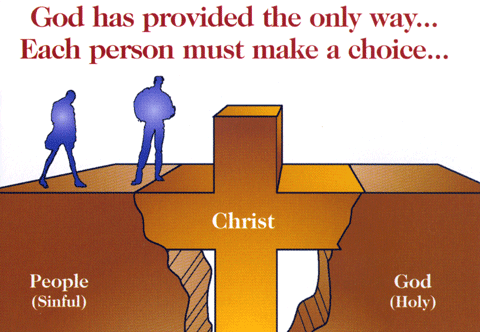 God has provided the only way...
Each person must make a choice...
Christ
People
(Sinful)
God
(Holy)